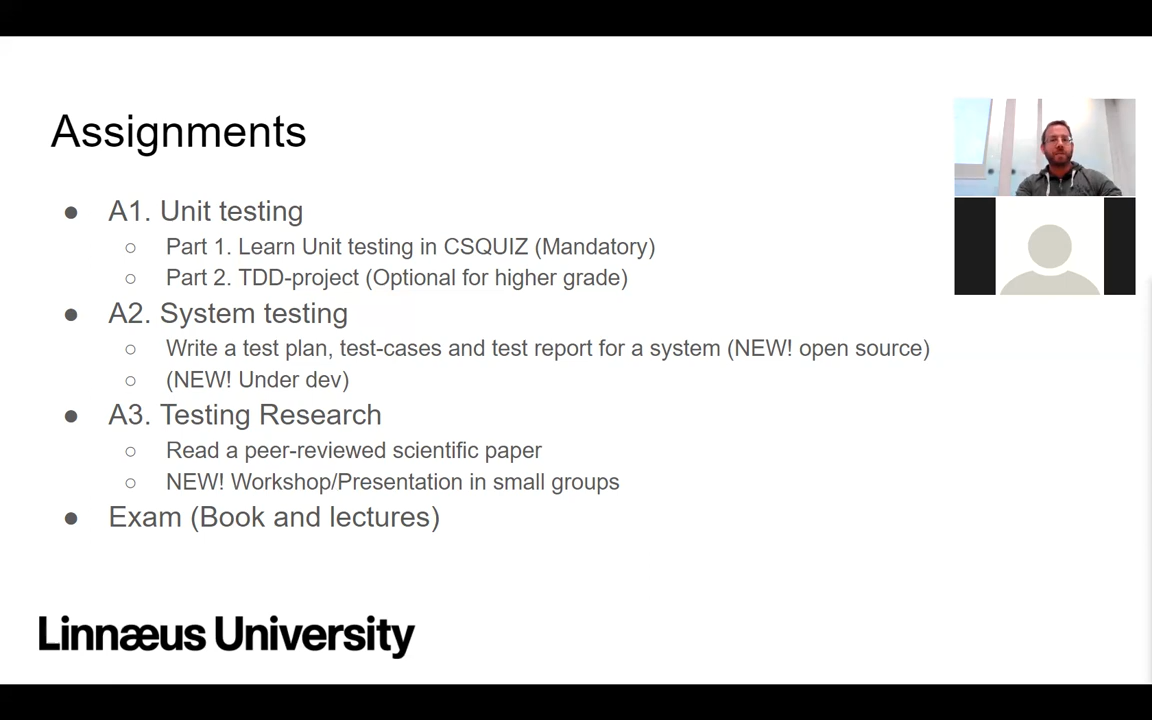 Assignments
● A1. Unit testing
○ Part 1. Learn Unit testing in CSQUIZ (Mandatory)
○ Part 2. TDD-project (Optional for higher grade)
● A2. System testing
○ Write a test plan, test-cases and test report for a system (NEW! open source)
○ (NEW! Under dev)
● A3. Testing Research
○ Read a peer-reviewed scientific paper
○ NEW! Workshop/Presentation in small groups
● Exam (Book and lectures)
Linnæus University